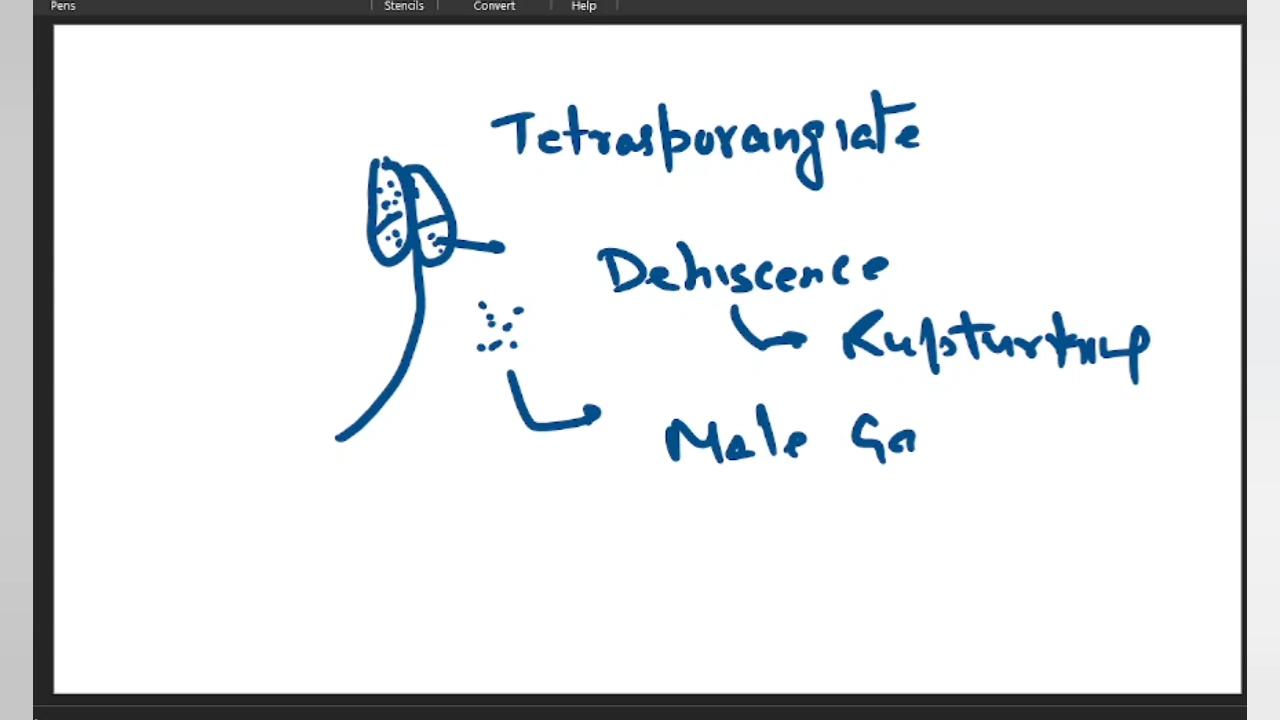 Pens Stencils Convert Help
Tetrasporangiate
Dehiscence
Male Ga